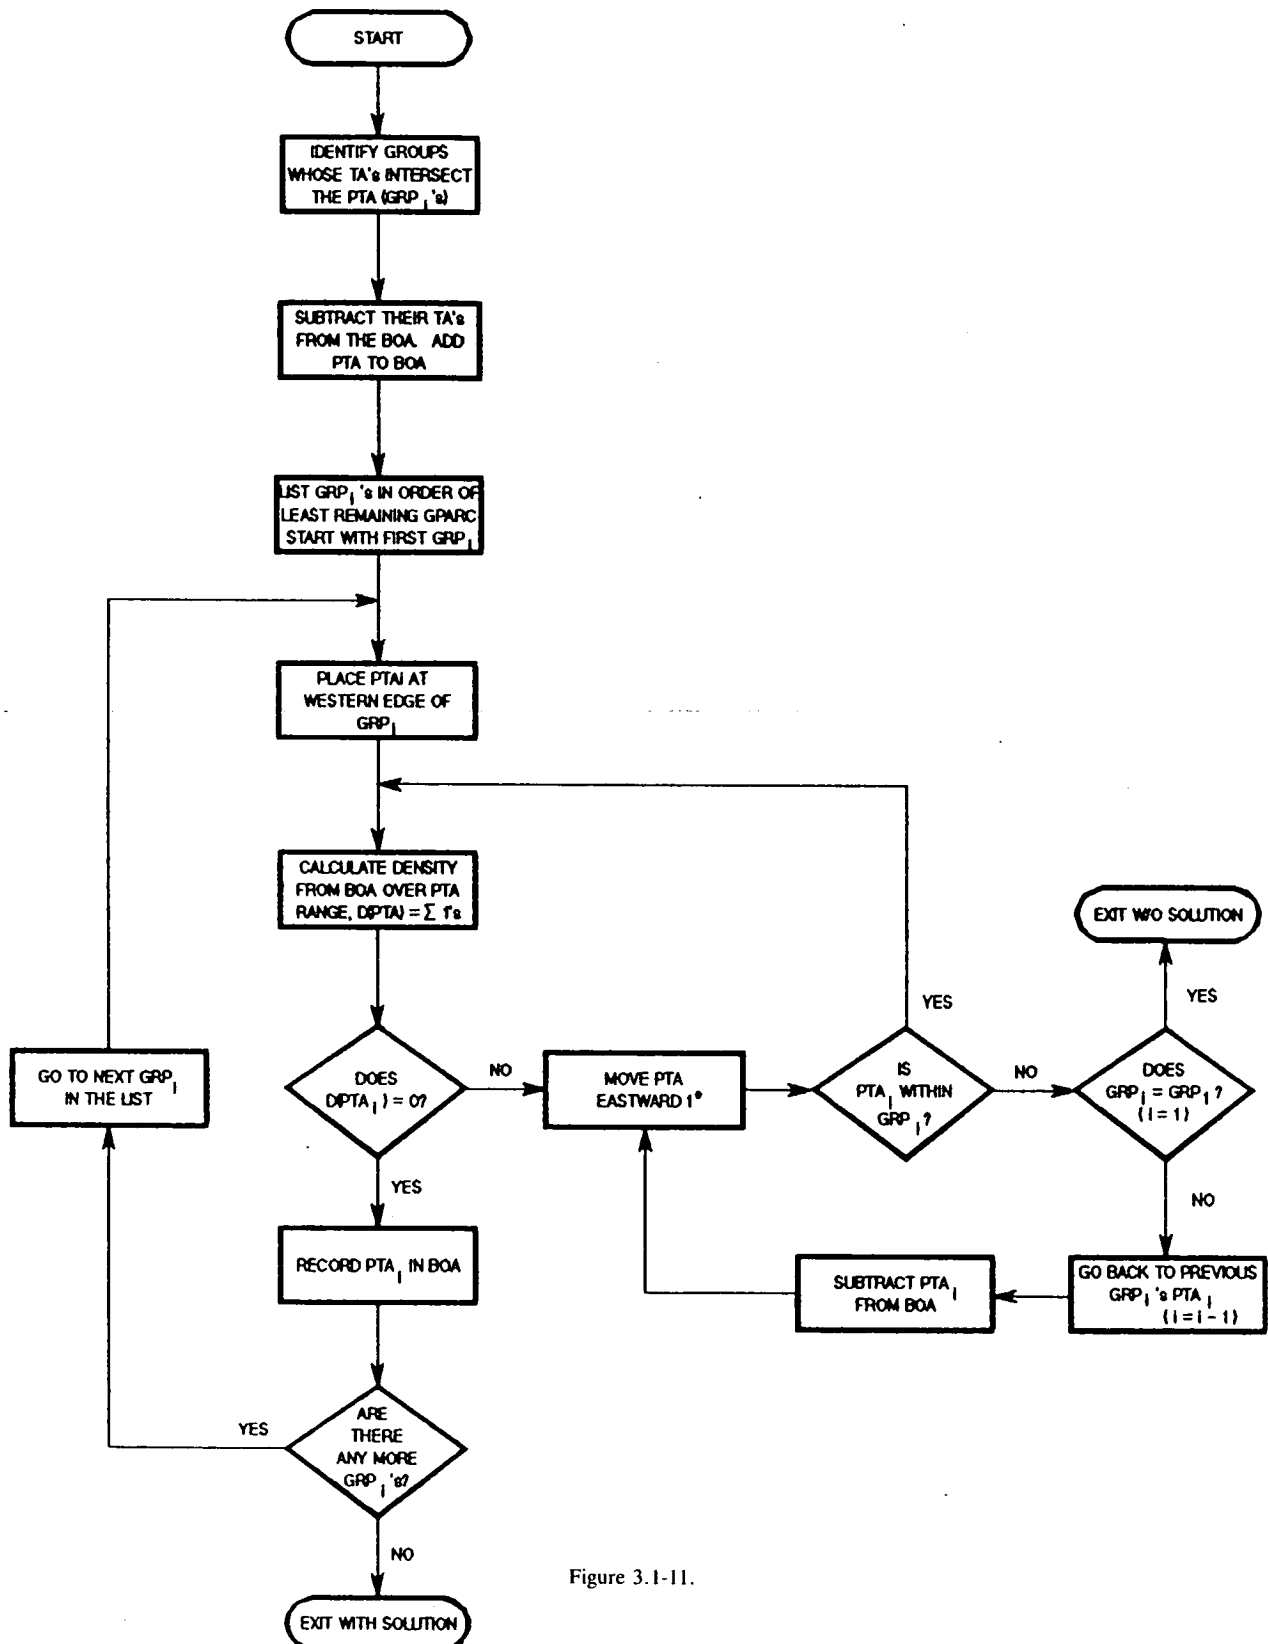 START
IDENTIFY GROUPS
WHOSE TA's INTERSECT
THE PTA (GRP i 's)
SUBTRACT THEIR TA's
FROM THE BOA. ADD
PTA TO BOA
LIST GRP i 's IN ORDER OF
LEAST REMAINING GPARC
START WITH FIRST GRP i
PLACE PTAi AT
WESTERN EDGE OF
GRP i
CALCULATE DENSITY
FROM BOA OVER PTA
RANGE, D(PTA) = ∑ 1's
EXIT W/O SOLUTION
YES
YES
GO TO NEXT GRP i
IN THE LIST
DOES
D(PTA i ) = 0?
NO
MOVE PTA
EASTWARD 1°
IS
PTA i WITHIN
GRP i ?
NO
DOES
GRP i = GRP 1 ?
( i = 1)
YES
NO
RECORD PTA i IN BOA
SUBTRACT PTA i
FROM BOA
GO BACK TO PREVIOUS
GRP i 's PTA i
( i = i - 1)
YES
ARE
THERE
ANY MORE
GRP i 's?
NO
Figure 3.1-11.
EXIT WITH SOLUTION